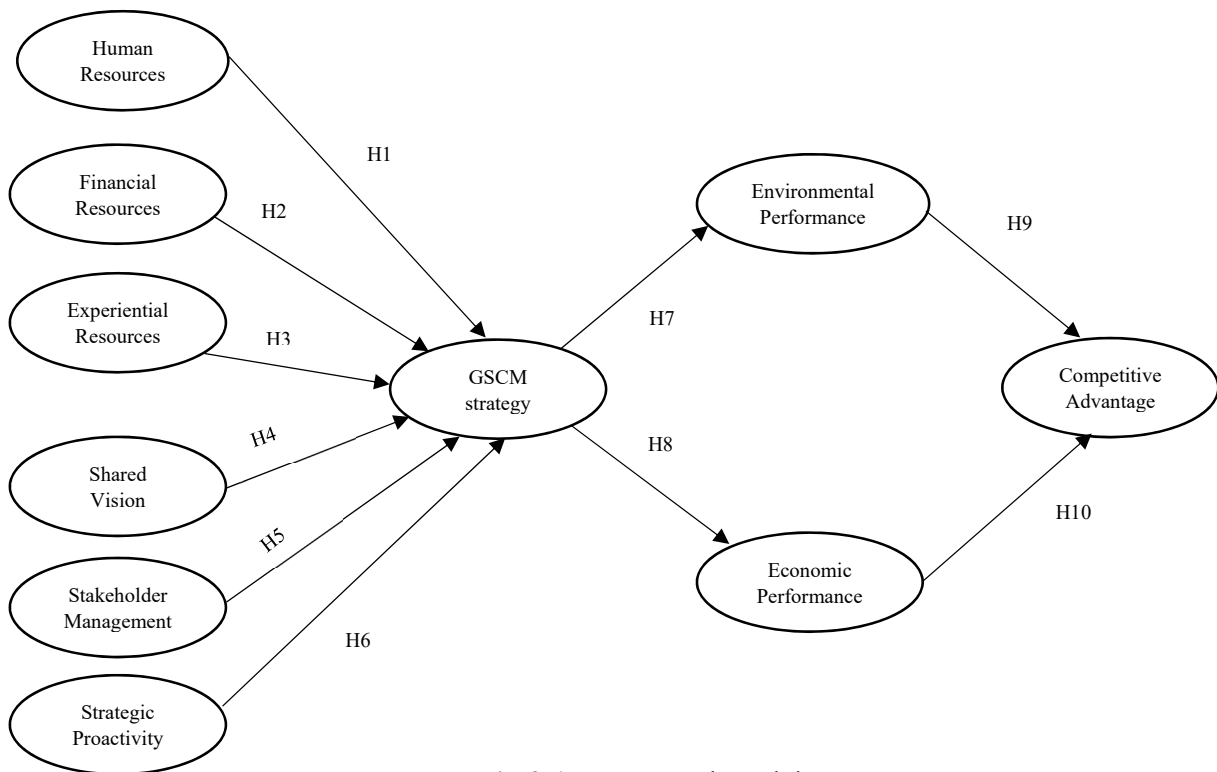 Human
Resources
H1
Financial
Resources
H2
Experiential
Resources
H3
Shared
Vision
H4
Stakeholder
Management
H5
Strategic
Proactivity
H6
GSCM
strategy
H7
H8
Environmental
Performance
Economic
Performance
H9
H10
Competitive
Advantage